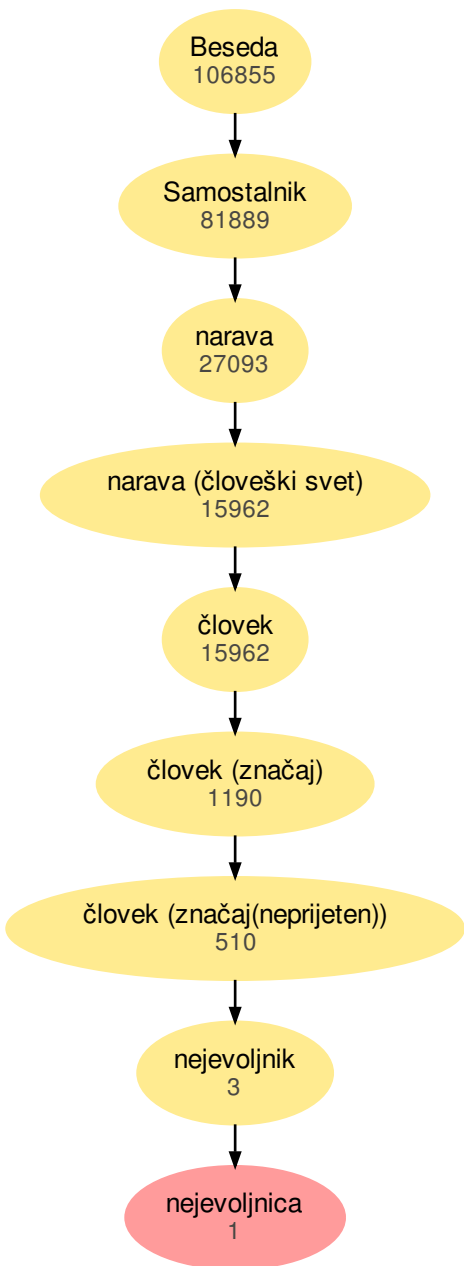 Beseda
106855
Samostalnik
81889
narava
27093
narava (človeški svet)
15962
človek
15962
človek (značaj)
1190
človek (značaj(neprijeten))
510
nejevoljnik
3
nejevoljnica
1